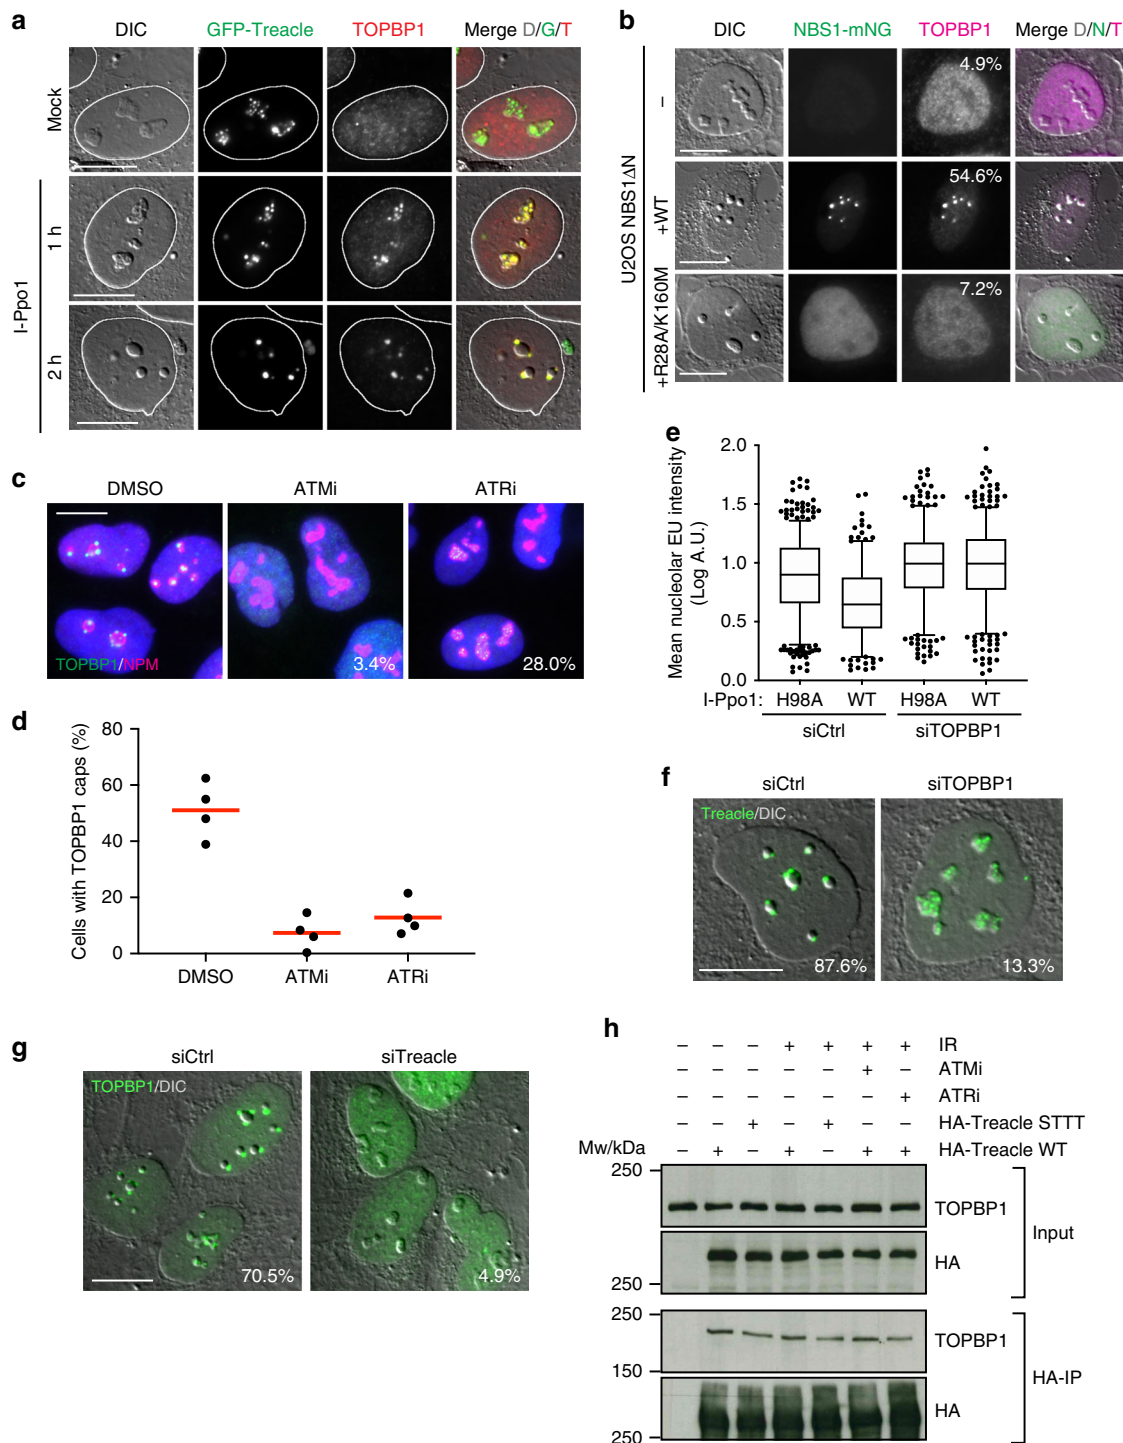 a
DIC
GFP-Treacle
TOPBP1
Merge D/G/T
Mock
I-Ppo1
1 h
2 h
b
DIC
NBS1-mNG
TOPBP1
Merge D/N/T
U2OS NBS1ΔN
–
4.9%
+WT
54.6%
+R28A/K160M
7.2%
c
DMSO
ATMi
ATRi
TOPBP1/NPM
3.4%
28.0%
d
Cells with TOPBP1 caps (%)
80
60
40
20
0
DMSO
ATMi
ATRi
e
Mean nucleolar EU intensity
(Log A.U.)
2.0
1.5
1.0
0.5
0.0
I-Ppo1:
H98A
WT
H98A
WT
siCtrl
siTOPBP1
f
siCtrl
siTOPBP1
Treacle/DIC
87.6%
13.3%
g
siCtrl
siTreacle
TOPBP1/DIC
70.5%
4.9%
h
– – – + + + + IR
– – – – – + – ATMi
– – – – – – + ATRi
– – + – + – – HA-Treacle STTT
Mw/kDa – + – + – + + HA-Treacle WT
250
TOPBP1
HA
250
Input
250
TOPBP1
150
HA
250
HA-IP